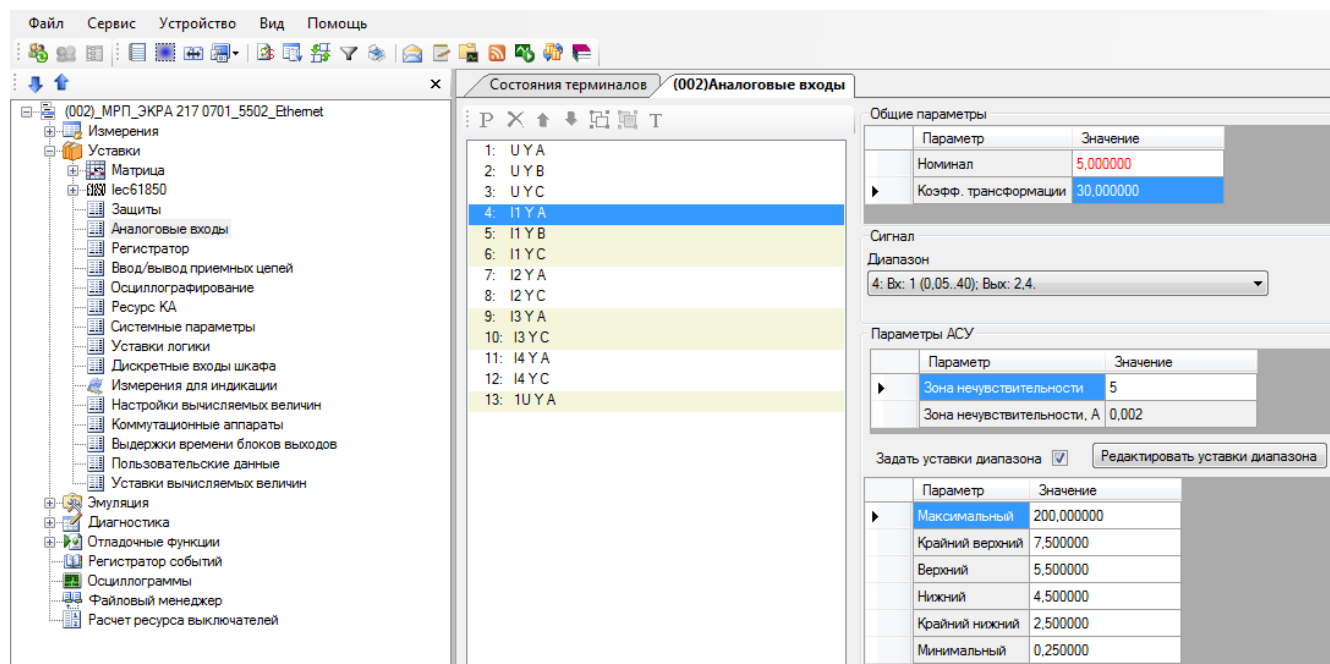 Файл Сервис Устройство Вид Помощь
(002)_МРП_ЭКРА 217 0701_5502_Ethernet
Измерения
Уставки
Матрица
Iec61850
Защиты
Аналоговые входы
Регистратор
Ввод/вывод приемных цепей
Осциллографирование
Ресурс КА
Системные параметры
Уставки логики
Дискретные входы шкафа
Измерения для индикации
Настройки вычисляемых величин
Коммутационные аппараты
Выдержки времени блоков выходов
Пользовательские данные
Уставки вычисляемых величин
Эмуляция
Диагностика
Отладочные функции
Регистратор событий
Осциллограммы
Файловый менеджер
Расчет ресурса выключателей
Состояния терминалов (002)Аналоговые входы
P T
1: U Y A
2: U Y B
3: U Y C
4: I1 Y A
5: I1 Y B
6: I1 Y C
7: I2 Y A
8: I2 Y C
9: I3 Y A
10: I3 Y C
11: I4 Y A
12: I4 Y C
13: 1U Y A
Общие параметры
Параметр Значение
Номинал 5,000000
Коэфф. трансформации 30,000000
Сигнал
Диапазон
4: Вх: 1 (0,05..40); Вых: 2,4.
Параметры АСУ
Параметр Значение
Зона нечувствительности 5
Зона нечувствительности, А 0,002
Задать уставки диапазона Редактировать уставки диапазона
Параметр Значение
Максимальный 200,000000
Крайний верхний 7,500000
Верхний 5,500000
Нижний 4,500000
Крайний нижний 2,500000
Минимальный 0,250000